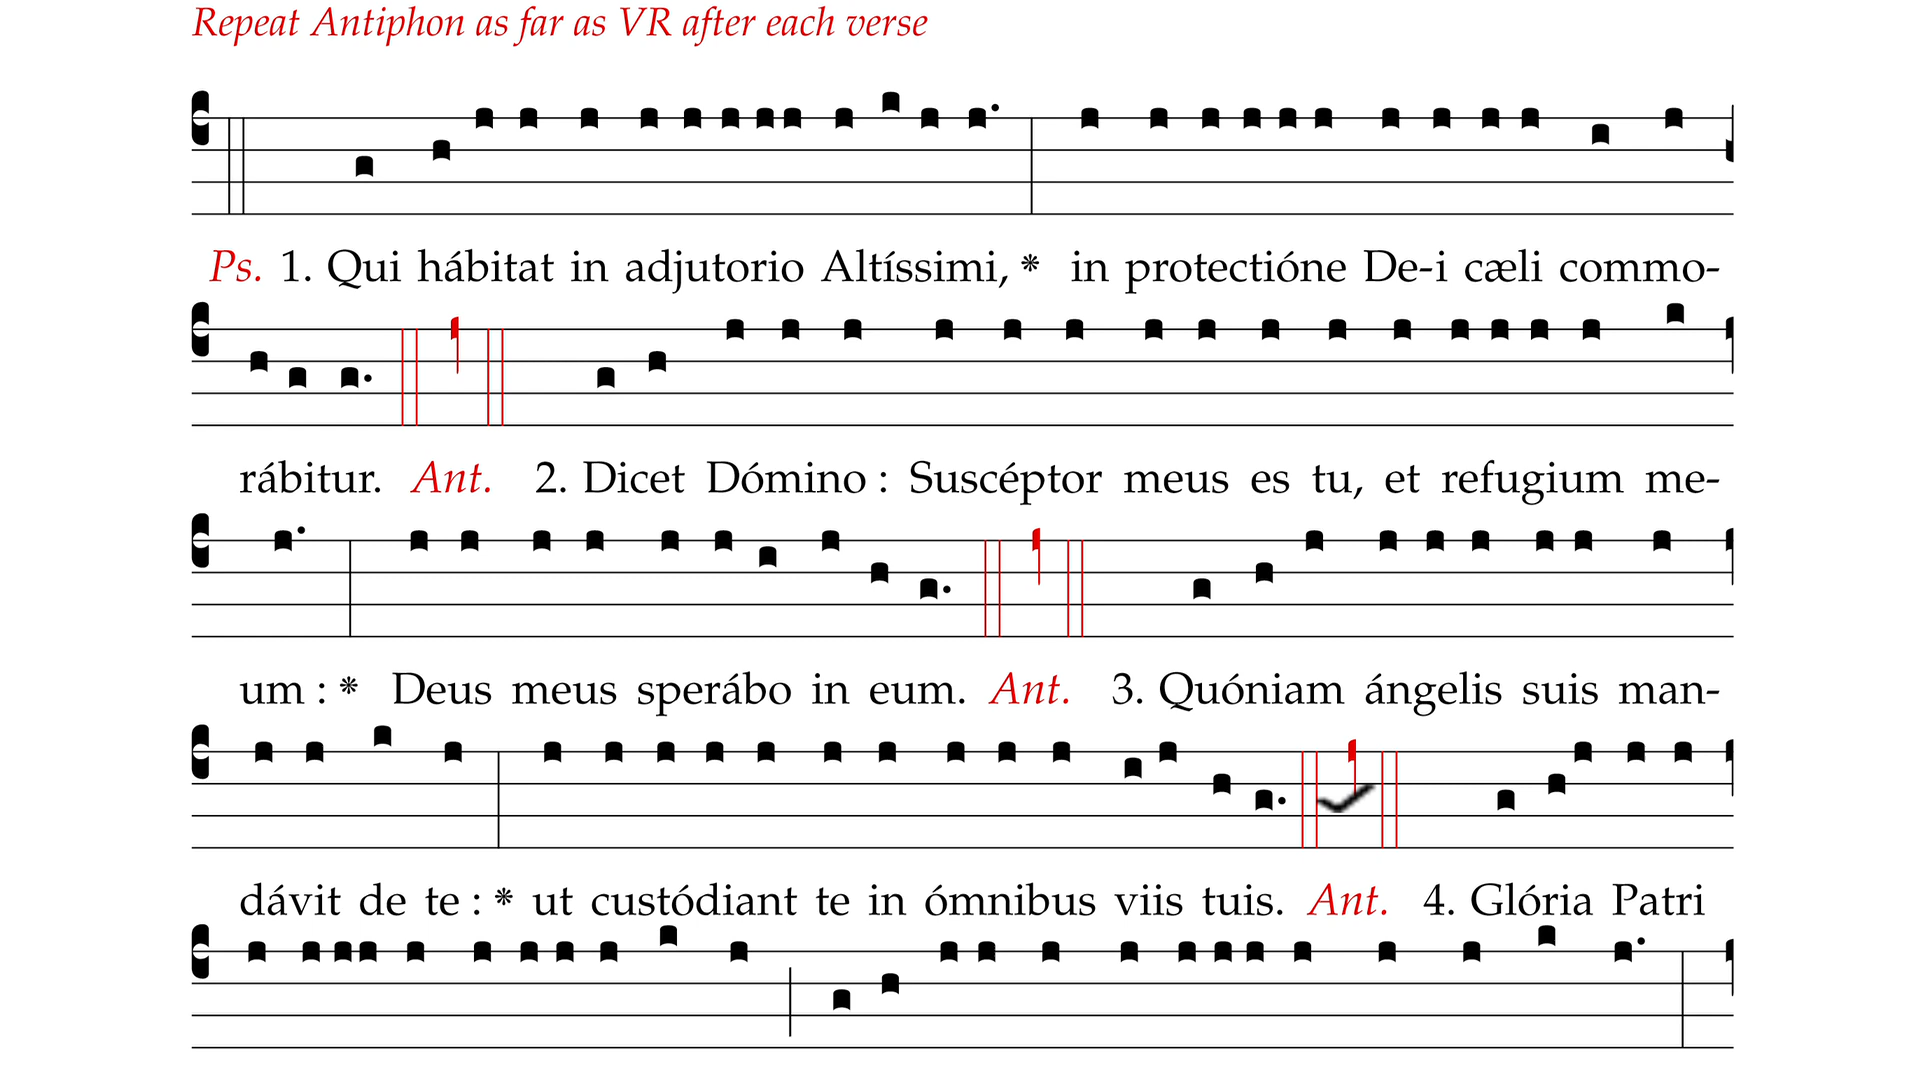 Repeat Antiphon as far as VR after each verse
Ps. 1. Qui hábitat in adjutorio Altíssimi, * in protectióne De-i cæli commo-
rábitur. Ant. 2. Dicet Dómino : Suscéptor meus es tu, et refugium me-
um : * Deus meus sperábo in eum. Ant. 3. Quóniam ángelis suis man-
dávit de te : * ut custódiant te in ómnibus viis tuis. Ant. 4. Glória Patri